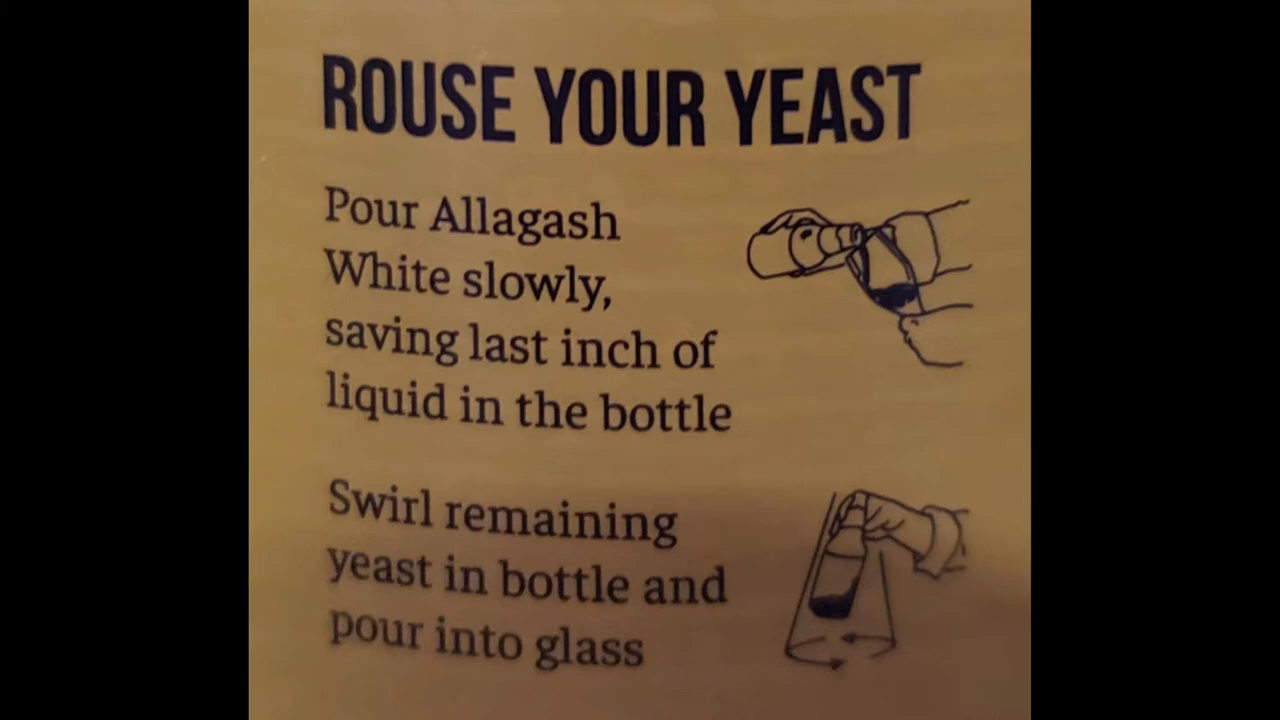 ROUSE YOUR YEAST
Pour Allagash
White slowly,
saving last inch of
liquid in the bottle
Swirl remaining
yeast in bottle and
pour into glass